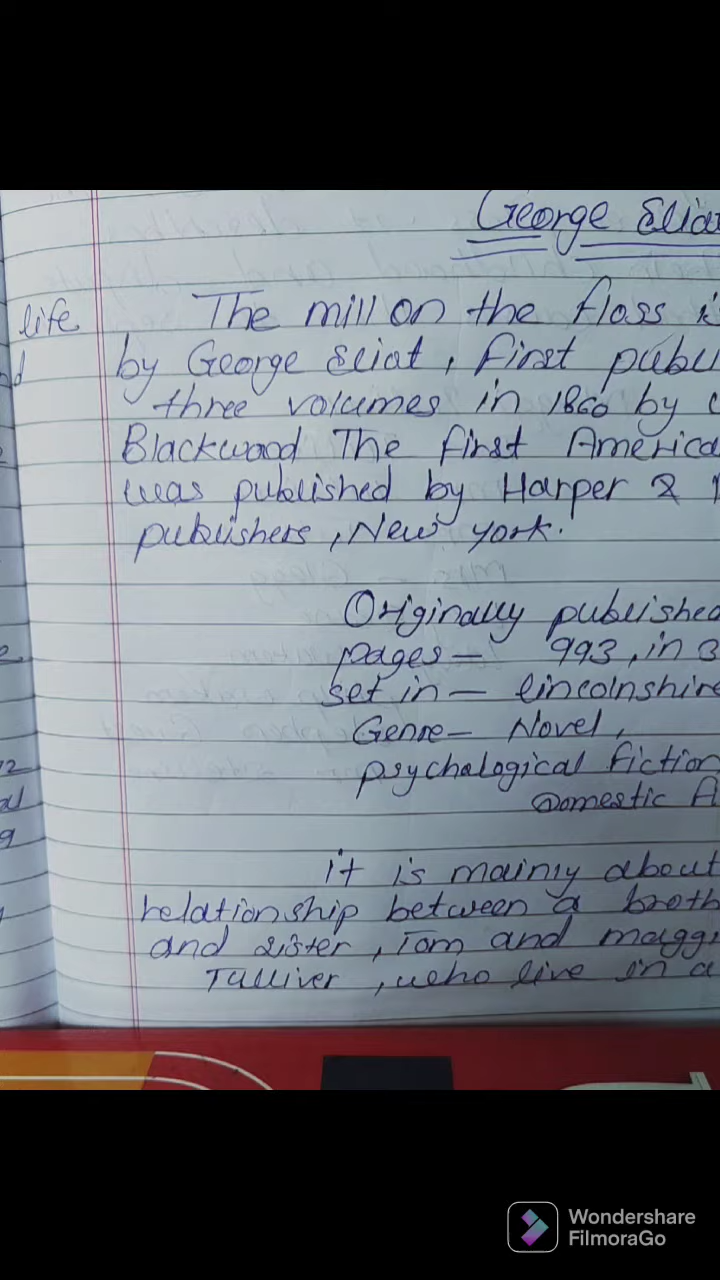 George Eliot
life The mill on the floss is
by George Eliot, first publi
three volumes in 1860 by
Blackwood The first America
was published by Harper &
publishers, New York.
Originally published
pages - 993, in 3
set in - lincolnshire
Genre - Novel,
psychological fiction
Domestic A
it is mainly about
relationship between a broth
and sister, Tom and maggi
Tulliver, who live in a
Wondershare
FilmoraGo